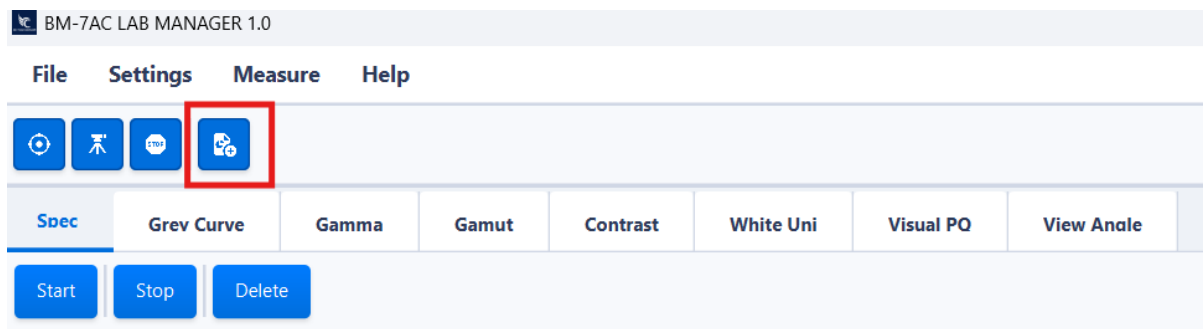 BM-7AC LAB MANAGER 1.0
File Settings Measure Help
STOP
Spec Grey Curve Gamma Gamut Contrast White Uni Visual PQ View Angle
Start Stop Delete